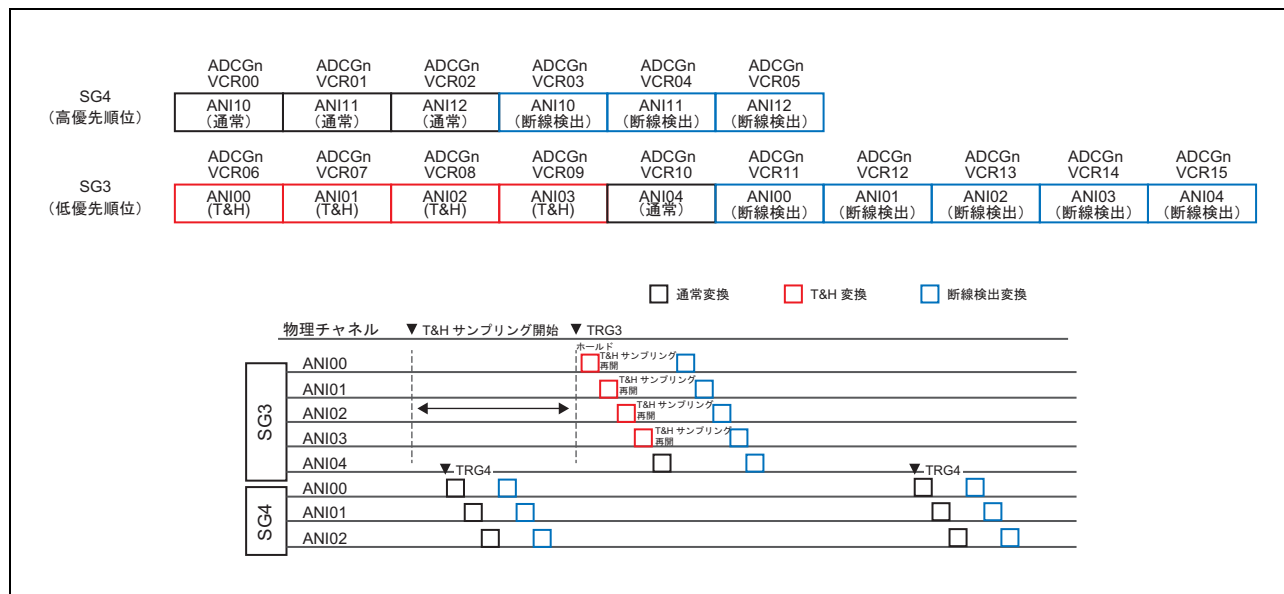 ADCGn ADCGn ADCGn ADCGn ADCGn ADCGn
VCR00 VCR01 VCR02 VCR03 VCR04 VCR05
SG4
(高優先順位)
ANI10 ANI11 ANI12 ANI10 ANI11 ANI12
(通常) (通常) (通常) (断線検出) (断線検出) (断線検出)
ADCGn ADCGn ADCGn ADCGn ADCGn ADCGn ADCGn ADCGn ADCGn ADCGn
VCR06 VCR07 VCR08 VCR09 VCR10 VCR11 VCR12 VCR13 VCR14 VCR15
SG3
(低優先順位)
ANI00 ANI01 ANI02 ANI03 ANI04 ANI00 ANI01 ANI02 ANI03 ANI04
(T&H) (T&H) (T&H) (T&H) (通常) (断線検出) (断線検出) (断線検出) (断線検出) (断線検出)
通常変換 T&H 変換 断線検出変換
物理チャネル ▼ T&H サンプリング開始 ▼ TRG3
ホールド
SG3
ANI00 T&H サンプリング
再開
ANI01 T&H サンプリング
再開
ANI02 T&H サンプリング
再開
ANI03 T&H サンプリング
再開
ANI04 ▼ TRG4 ▼ TRG4
SG4
ANI00
ANI01
ANI02